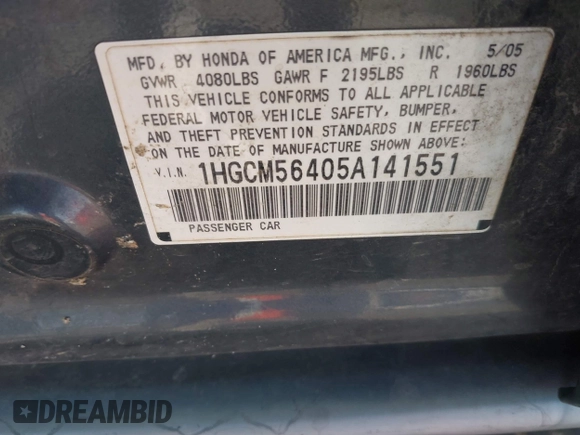 MFD. BY HONDA OF AMERICA MFG., INC. 5/05
GVWR 4080LBS GAWR F 2195LBS R 1960LBS
THIS VEHICLE CONFORMS TO ALL APPLICABLE
FEDERAL MOTOR VEHICLE SAFETY, BUMPER,
AND THEFT PREVENTION STANDARDS IN EFFECT
ON THE DATE OF MANUFACTURE SHOWN ABOVE.
V.I.N. 1HGCM56405A141551
PASSENGER CAR
DREAMBID